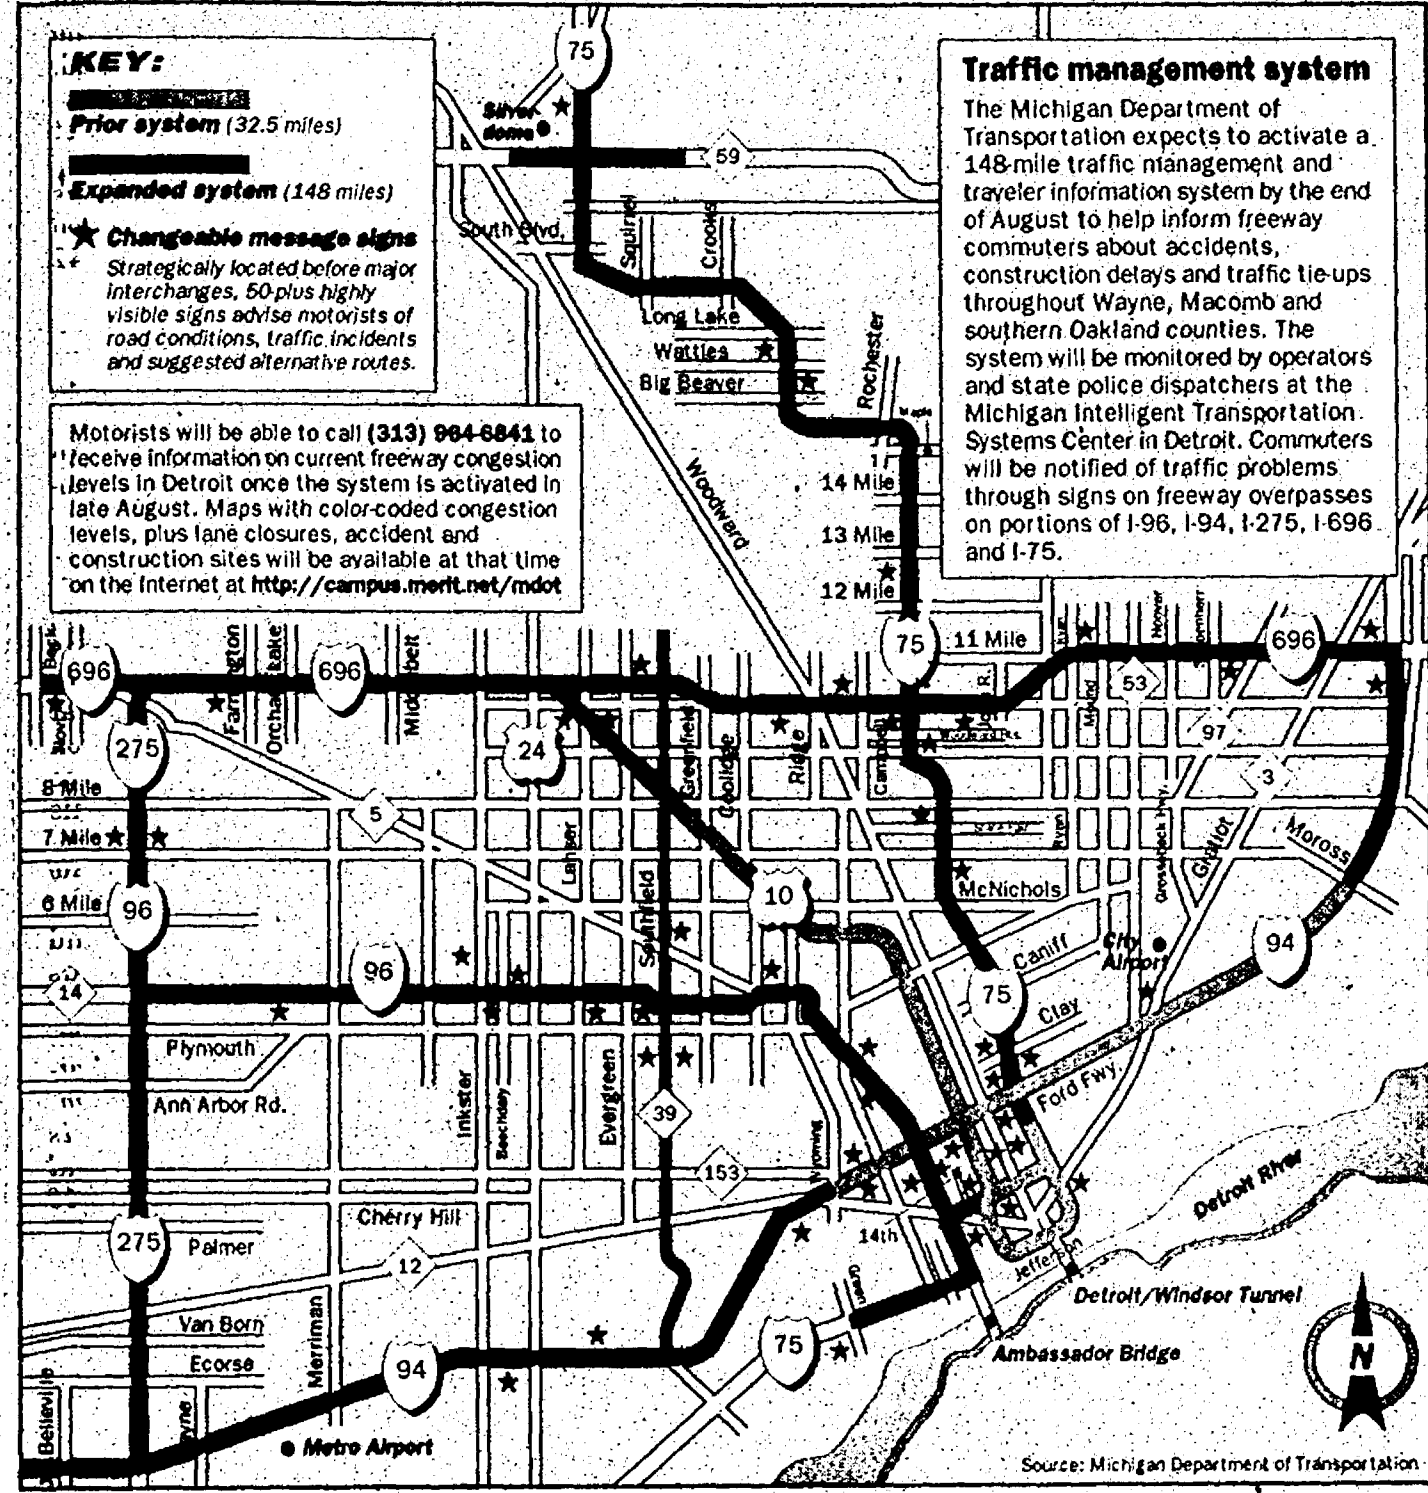 KEY:
Prior system (32.5 miles)
Expanded system (148 miles)
Changeable message signs
Strategically located before major
interchanges, 50-plus highly
visible signs advise motorists of
road conditions, traffic incidents
and suggested alternative routes.
Motorists will be able to call (313) 964-6841 to
receive information on current freeway congestion
levels in Detroit once the system is activated in
late August. Maps with color-coded congestion
levels, plus lane closures, accident and
construction sites will be available at that time
on the Internet at http://campus.merit.net/mdot
Traffic management system
The Michigan Department of
Transportation expects to activate a
148-mile traffic management and
traveler information system by the end
of August to help inform freeway
commuters about accidents,
construction delays and traffic tie-ups
throughout Wayne, Macomb and
southern Oakland counties. The
system will be monitored by operators
and state police dispatchers at the
Michigan Intelligent Transportation
Systems Center in Detroit. Commuters
will be notified of traffic problems
through signs on freeway overpasses
on portions of I-96, I-94, I-275, I-696
and I-75.
75
Silver-
dome
59
South Blvd.
Squirrel
Crooks
Long Lake
Wattles
Big Beaver
Rochester
Maple
14 Mile
13 Mile
12 Mile
Woodward
75
11 Mile
696
696
696
Farmington
Orchard Lake
Middlebelt
275
24
Greenfield
Coolidge
Ridge
Campbell
Mound
Hoover
53
97
3
8 Mile
7 Mile
6 Mile
5
Lahser
Southfield
10
McNichols
Ryan
Groesbeck Hwy.
Gratiot
Moross
96
96
14
Caniff
City
Airport
94
75
Clay
Plymouth
Ann Arbor Rd.
Inkster
Beech Daly
Evergreen
39
Wyoming
Ford Fwy.
153
Cherry Hill
275
Palmer
12
14th
Green
Jefferson
Detroit River
Detroit/Windsor Tunnel
Van Born
Ecorse
Merriman
94
75
Ambassador Bridge
Belleville
Metro Airport
N
Source: Michigan Department of Transportation